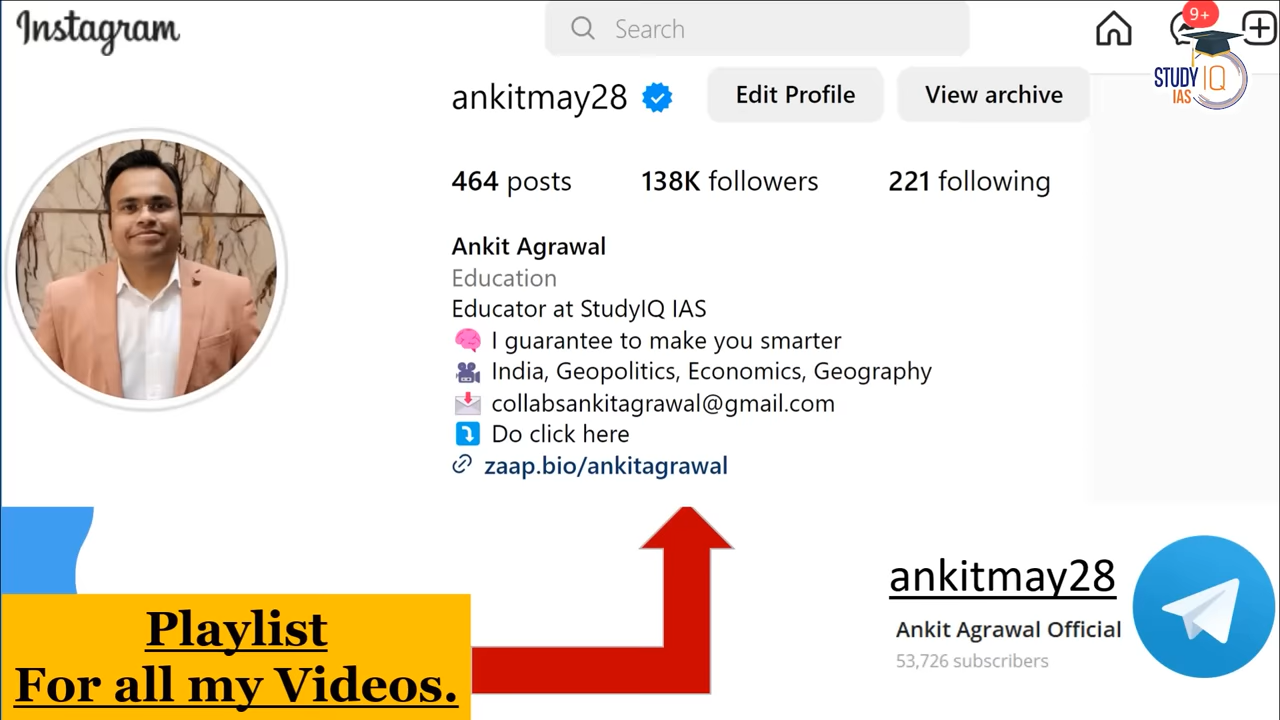 Instagram
Search
9+
STUDY IQ
IAS
ankitmay28
Edit Profile
View archive
464 posts
138K followers
221 following
Ankit Agrawal
Education
Educator at StudyIQ IAS
I guarantee to make you smarter
India, Geopolitics, Economics, Geography
collabsankitagrawal@gmail.com
Do click here
zaap.bio/ankitagrawal
ankitmay28
Ankit Agrawal Official
53,726 subscribers
Playlist
For all my Videos.